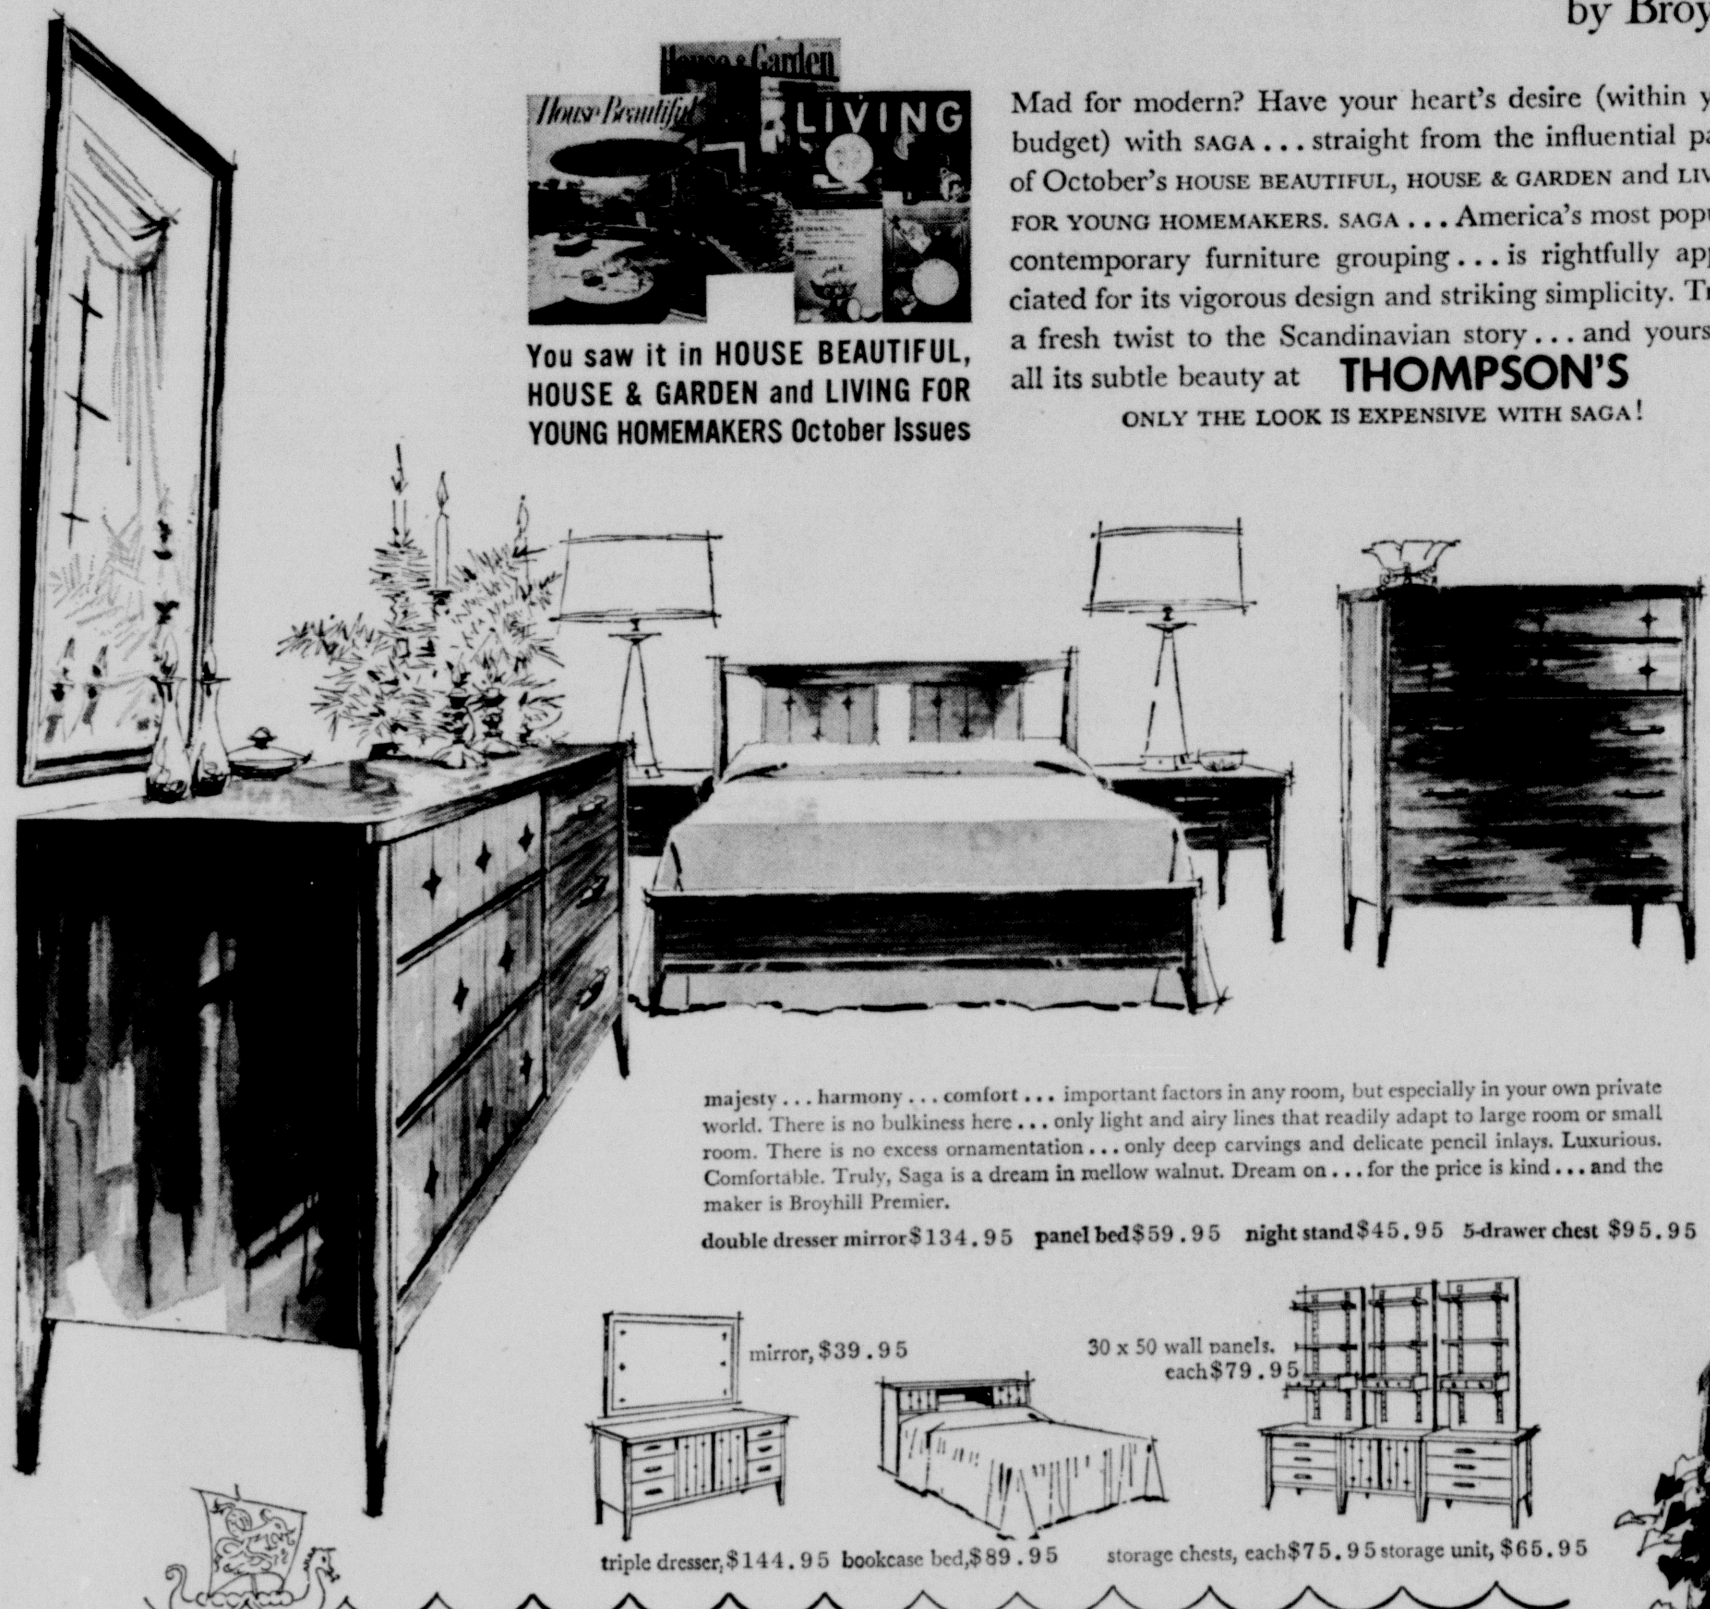 by Broy
House & Garden
House Beautiful
LIVING
Mad for modern? Have your heart's desire (within y
budget) with SAGA . . . straight from the influential pa
of October's HOUSE BEAUTIFUL, HOUSE & GARDEN and LIV
FOR YOUNG HOMEMAKERS. SAGA . . . America's most popu
contemporary furniture grouping . . . is rightfully app
ciated for its vigorous design and striking simplicity. Tr
a fresh twist to the Scandinavian story . . . and yours
all its subtle beauty at THOMPSON'S
ONLY THE LOOK IS EXPENSIVE WITH SAGA!
You saw it in HOUSE BEAUTIFUL,
HOUSE & GARDEN and LIVING FOR
YOUNG HOMEMAKERS October Issues
majesty . . . harmony . . . comfort . . . important factors in any room, but especially in your own private
world. There is no bulkiness here . . . only light and airy lines that readily adapt to large room or small
room. There is no excess ornamentation . . . only deep carvings and delicate pencil inlays. Luxurious.
Comfortable. Truly, Saga is a dream in mellow walnut. Dream on . . . for the price is kind . . . and the
maker is Broyhill Premier.
double dresser mirror $134.95 panel bed $59.95 night stand $45.95 5-drawer chest $95.95
mirror, $39.95
30 x 50 wall panels.
each $79.95
triple dresser, $144.95 bookcase bed, $89.95 storage chests, each $75.95 storage unit, $65.95